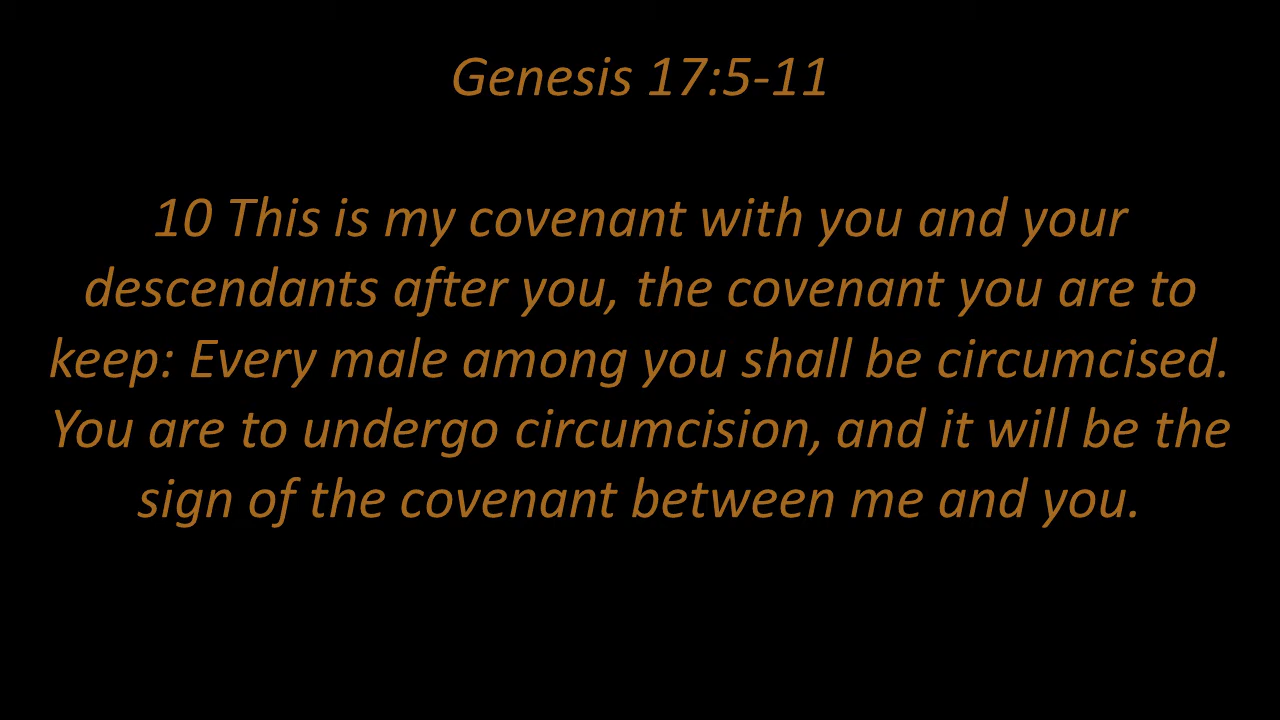 Genesis 17:5-11
10 This is my covenant with you and your
descendants after you, the covenant you are to
keep: Every male among you shall be circumcised.
You are to undergo circumcision, and it will be the
sign of the covenant between me and you.